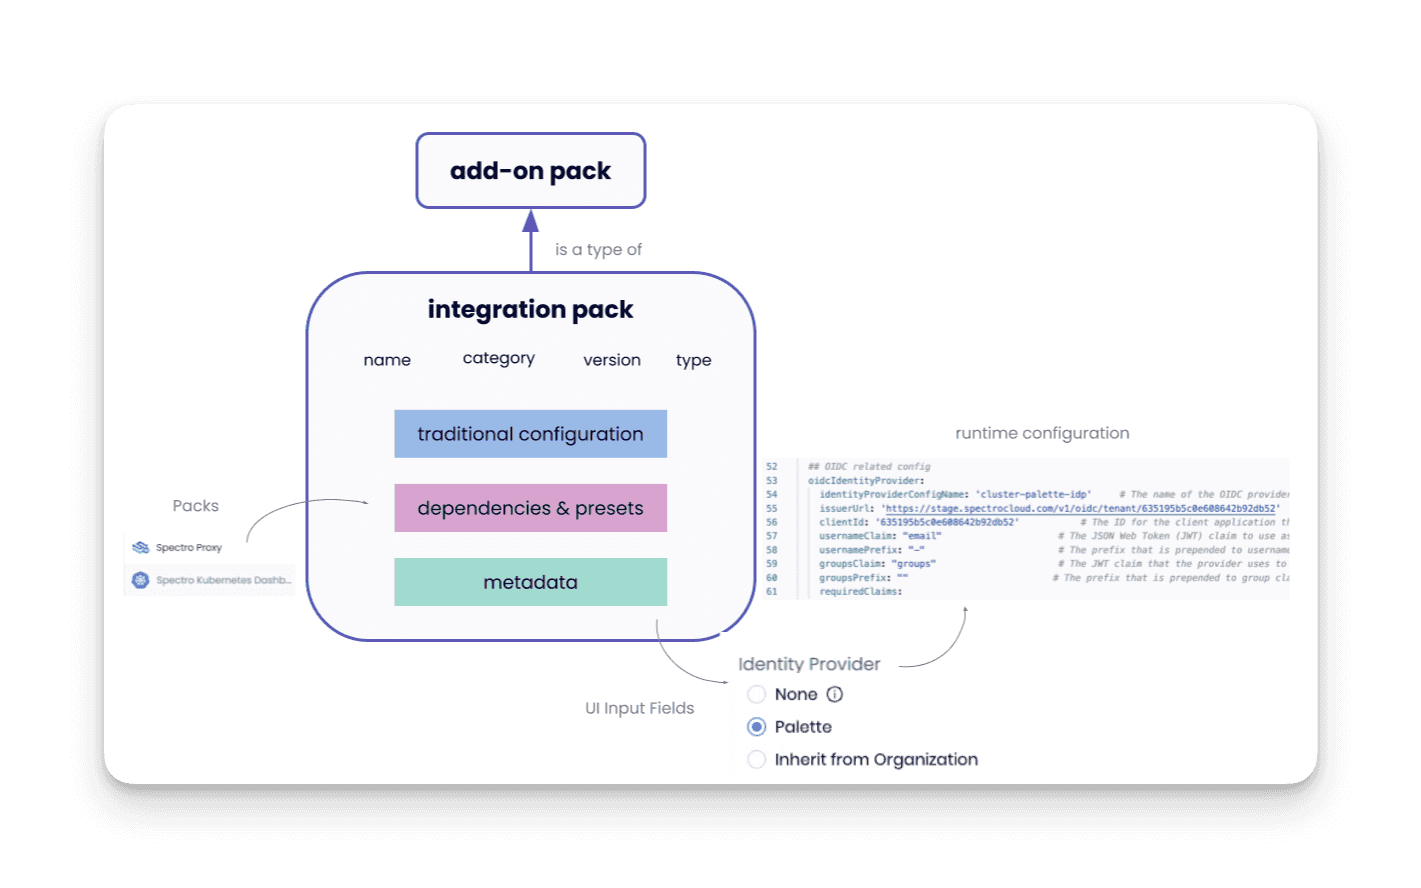 add-on pack
is a type of
integration pack
name category version type
traditional configuration
dependencies & presets
metadata
Packs
Spectro Proxy
Spectro Kubernetes Dashb...
runtime configuration
52 ## OIDC related config
53 oidcIdentityProvider:
54 identityProviderConfigName: 'cluster-palette-idp' # The name of the OIDC provider
55 issuerUrl: 'https://stage.spectrocloud.com/v1/oidc/tenant/635195b5c0e608642b92db52'
56 clientId: '635195b5c0e608642b92db52' # The ID for the client application th
57 usernameClaim: "email" # The JSON Web Token (JWT) claim to use as
58 usernamePrefix: "-" # The prefix that is prepended to username
59 groupsClaim: "groups" # The JWT claim that the provider uses to
60 groupsPrefix: "" # The prefix that is prepended to group cla
61 requiredClaims:
UI Input Fields
Identity Provider
None
Palette
Inherit from Organization